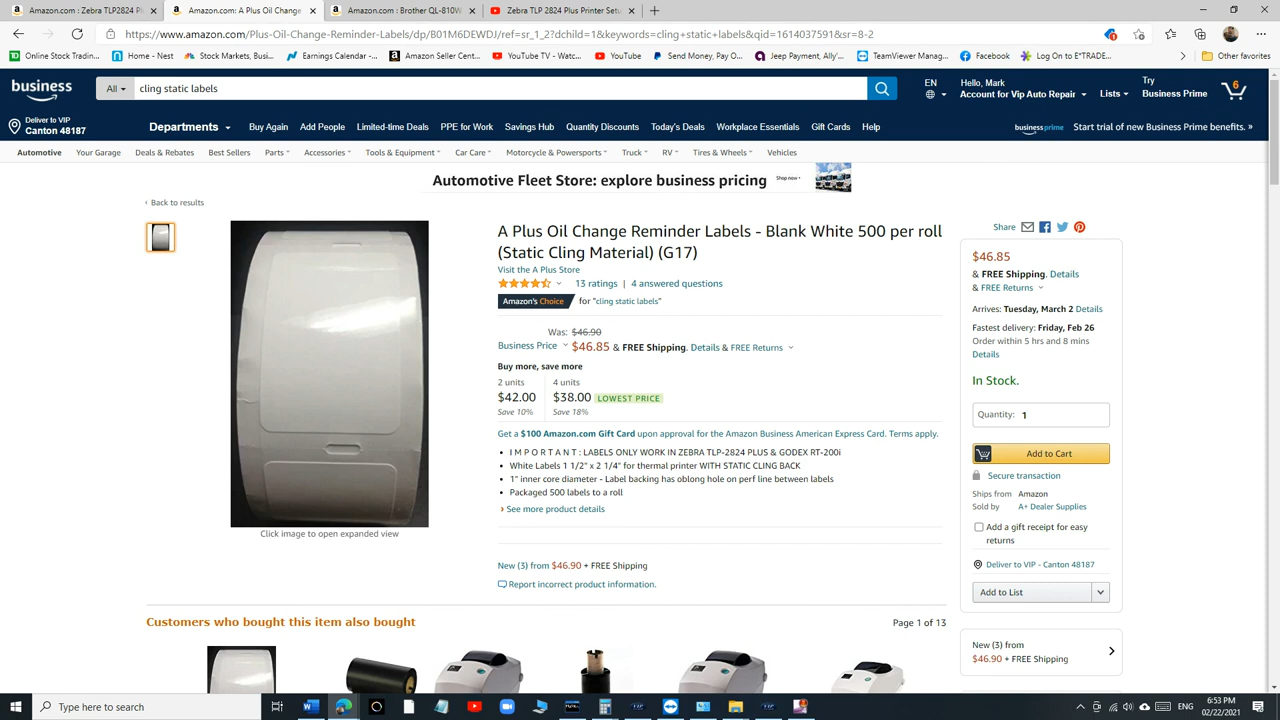 Amazon.com : Zebra TLP2824 Pl
Amazon.com: A Plus Oil Change
Amazon.com: Brother QL-810W
Zebra TLP 2824 Plus Printer Setu
https://www.amazon.com/Plus-Oil-Change-Reminder-Labels/dp/B01M6DEWDJ/ref=sr_1_2?dchild=1&keywords=cling+static+labels&qid=1614037591&sr=8-2
Online Stock Tradin...
Home - Nest
Stock Markets, Busi...
Earnings Calendar -...
Amazon Seller Cent...
YouTube TV - Watc...
YouTube
Send Money, Pay O...
Jeep Payment, Ally'...
TeamViewer Manag...
Facebook
Log On to E*TRADE...
Other favorites
business
All
cling static labels
EN
Hello, Mark
Account for Vip Auto Repair
Lists
Try
Business Prime
6
Deliver to VIP
Canton 48187
Departments
Buy Again
Add People
Limited-time Deals
PPE for Work
Savings Hub
Quantity Discounts
Today's Deals
Workplace Essentials
Gift Cards
Help
business prime
Start trial of new Business Prime benefits. »
Automotive
Your Garage
Deals & Rebates
Best Sellers
Parts
Accessories
Tools & Equipment
Car Care
Motorcycle & Powersports
Truck
RV
Tires & Wheels
Vehicles
Automotive Fleet Store: explore business pricing
Shop now ›
‹ Back to results
A Plus Oil Change Reminder Labels - Blank White 500 per roll
(Static Cling Material) (G17)
Visit the A Plus Store
13 ratings | 4 answered questions
Amazon's Choice for "cling static labels"
Was: $46.90
Business Price $46.85 & FREE Shipping. Details & FREE Returns
Buy more, save more
2 units
4 units
$42.00
$38.00 LOWEST PRICE
Save 10%
Save 18%
Get a $100 Amazon.com Gift Card upon approval for the Amazon Business American Express Card. Terms apply.
• I M P O R T A N T : LABELS ONLY WORK IN ZEBRA TLP-2824 PLUS & GODEX RT-200i
• White Labels 1 1/2" x 2 1/4" for thermal printer WITH STATIC CLING BACK
• 1" inner core diameter - Label backing has oblong hole on perf line between labels
• Packaged 500 labels to a roll
› See more product details
Click image to open expanded view
New (3) from $46.90 + FREE Shipping
Report incorrect product information.
Share
$46.85
& FREE Shipping. Details
& FREE Returns
Arrives: Tuesday, March 2 Details
Fastest delivery: Friday, Feb 26
Order within 5 hrs and 8 mins
Details
In Stock.
Quantity: 1
Add to Cart
Secure transaction
Ships from Amazon
Sold by A+ Dealer Supplies
Add a gift receipt for easy
returns
Deliver to VIP - Canton 48187
Add to List
New (3) from
$46.90 + FREE Shipping
Customers who bought this item also bought
Page 1 of 13
Type here to search
6:53 PM
02/22/2021